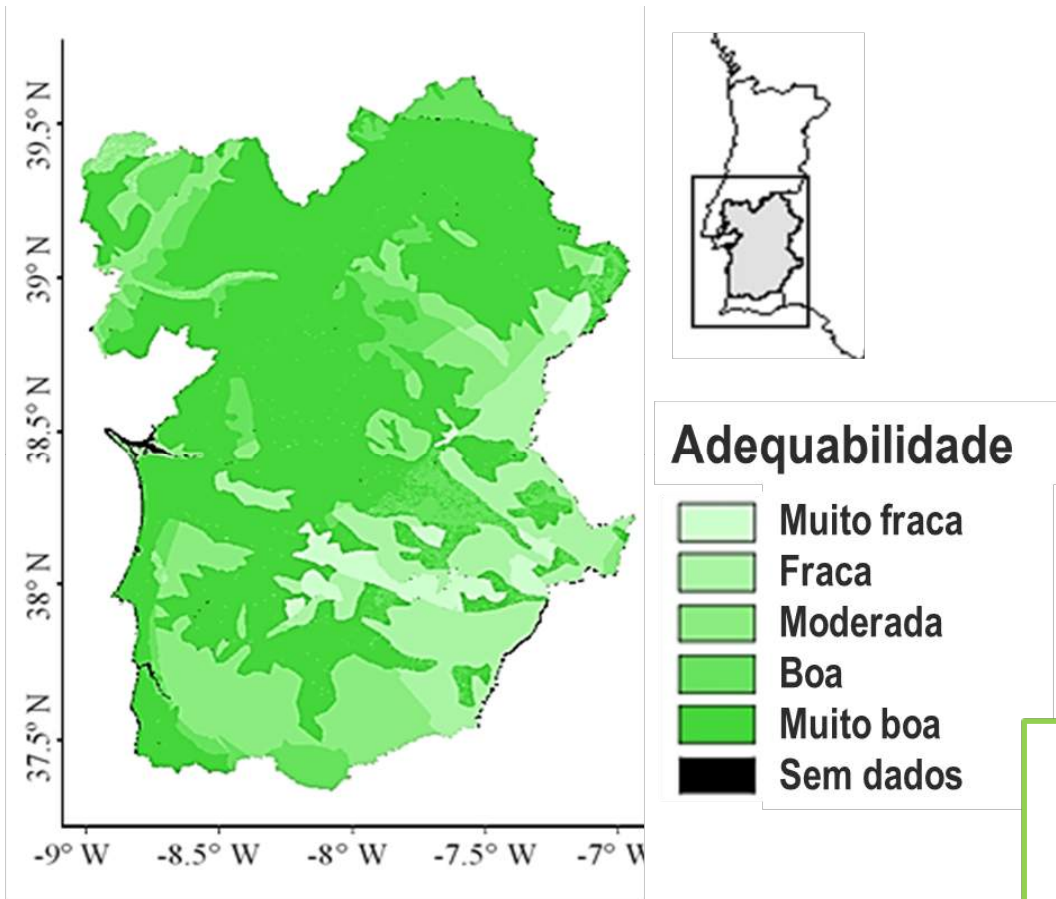 39.5° N
39° N
38.5° N
38° N
37.5° N
-9° W
-8.5° W
-8° W
-7.5° W
-7° W
Adequabilidade
Muito fraca
Fraca
Moderada
Boa
Muito boa
Sem dados